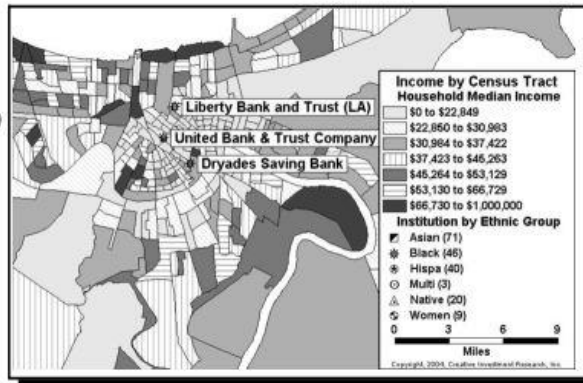 Liberty Bank and Trust (LA)
United Bank & Trust Company
Dryades Saving Bank
Income by Census Tract
Household Median Income
$0 to $22,849
$22,850 to $30,983
$30,984 to $37,422
$37,423 to $45,263
$45,264 to $53,129
$53,130 to $66,729
$66,730 to $1,000,000
Institution by Ethnic Group
Asian (71)
Black (46)
Hispa (40)
Multi (3)
Native (20)
Women (9)
0 3 6 9
Miles
Copyright, 2004, Creative Investment Research, Inc.